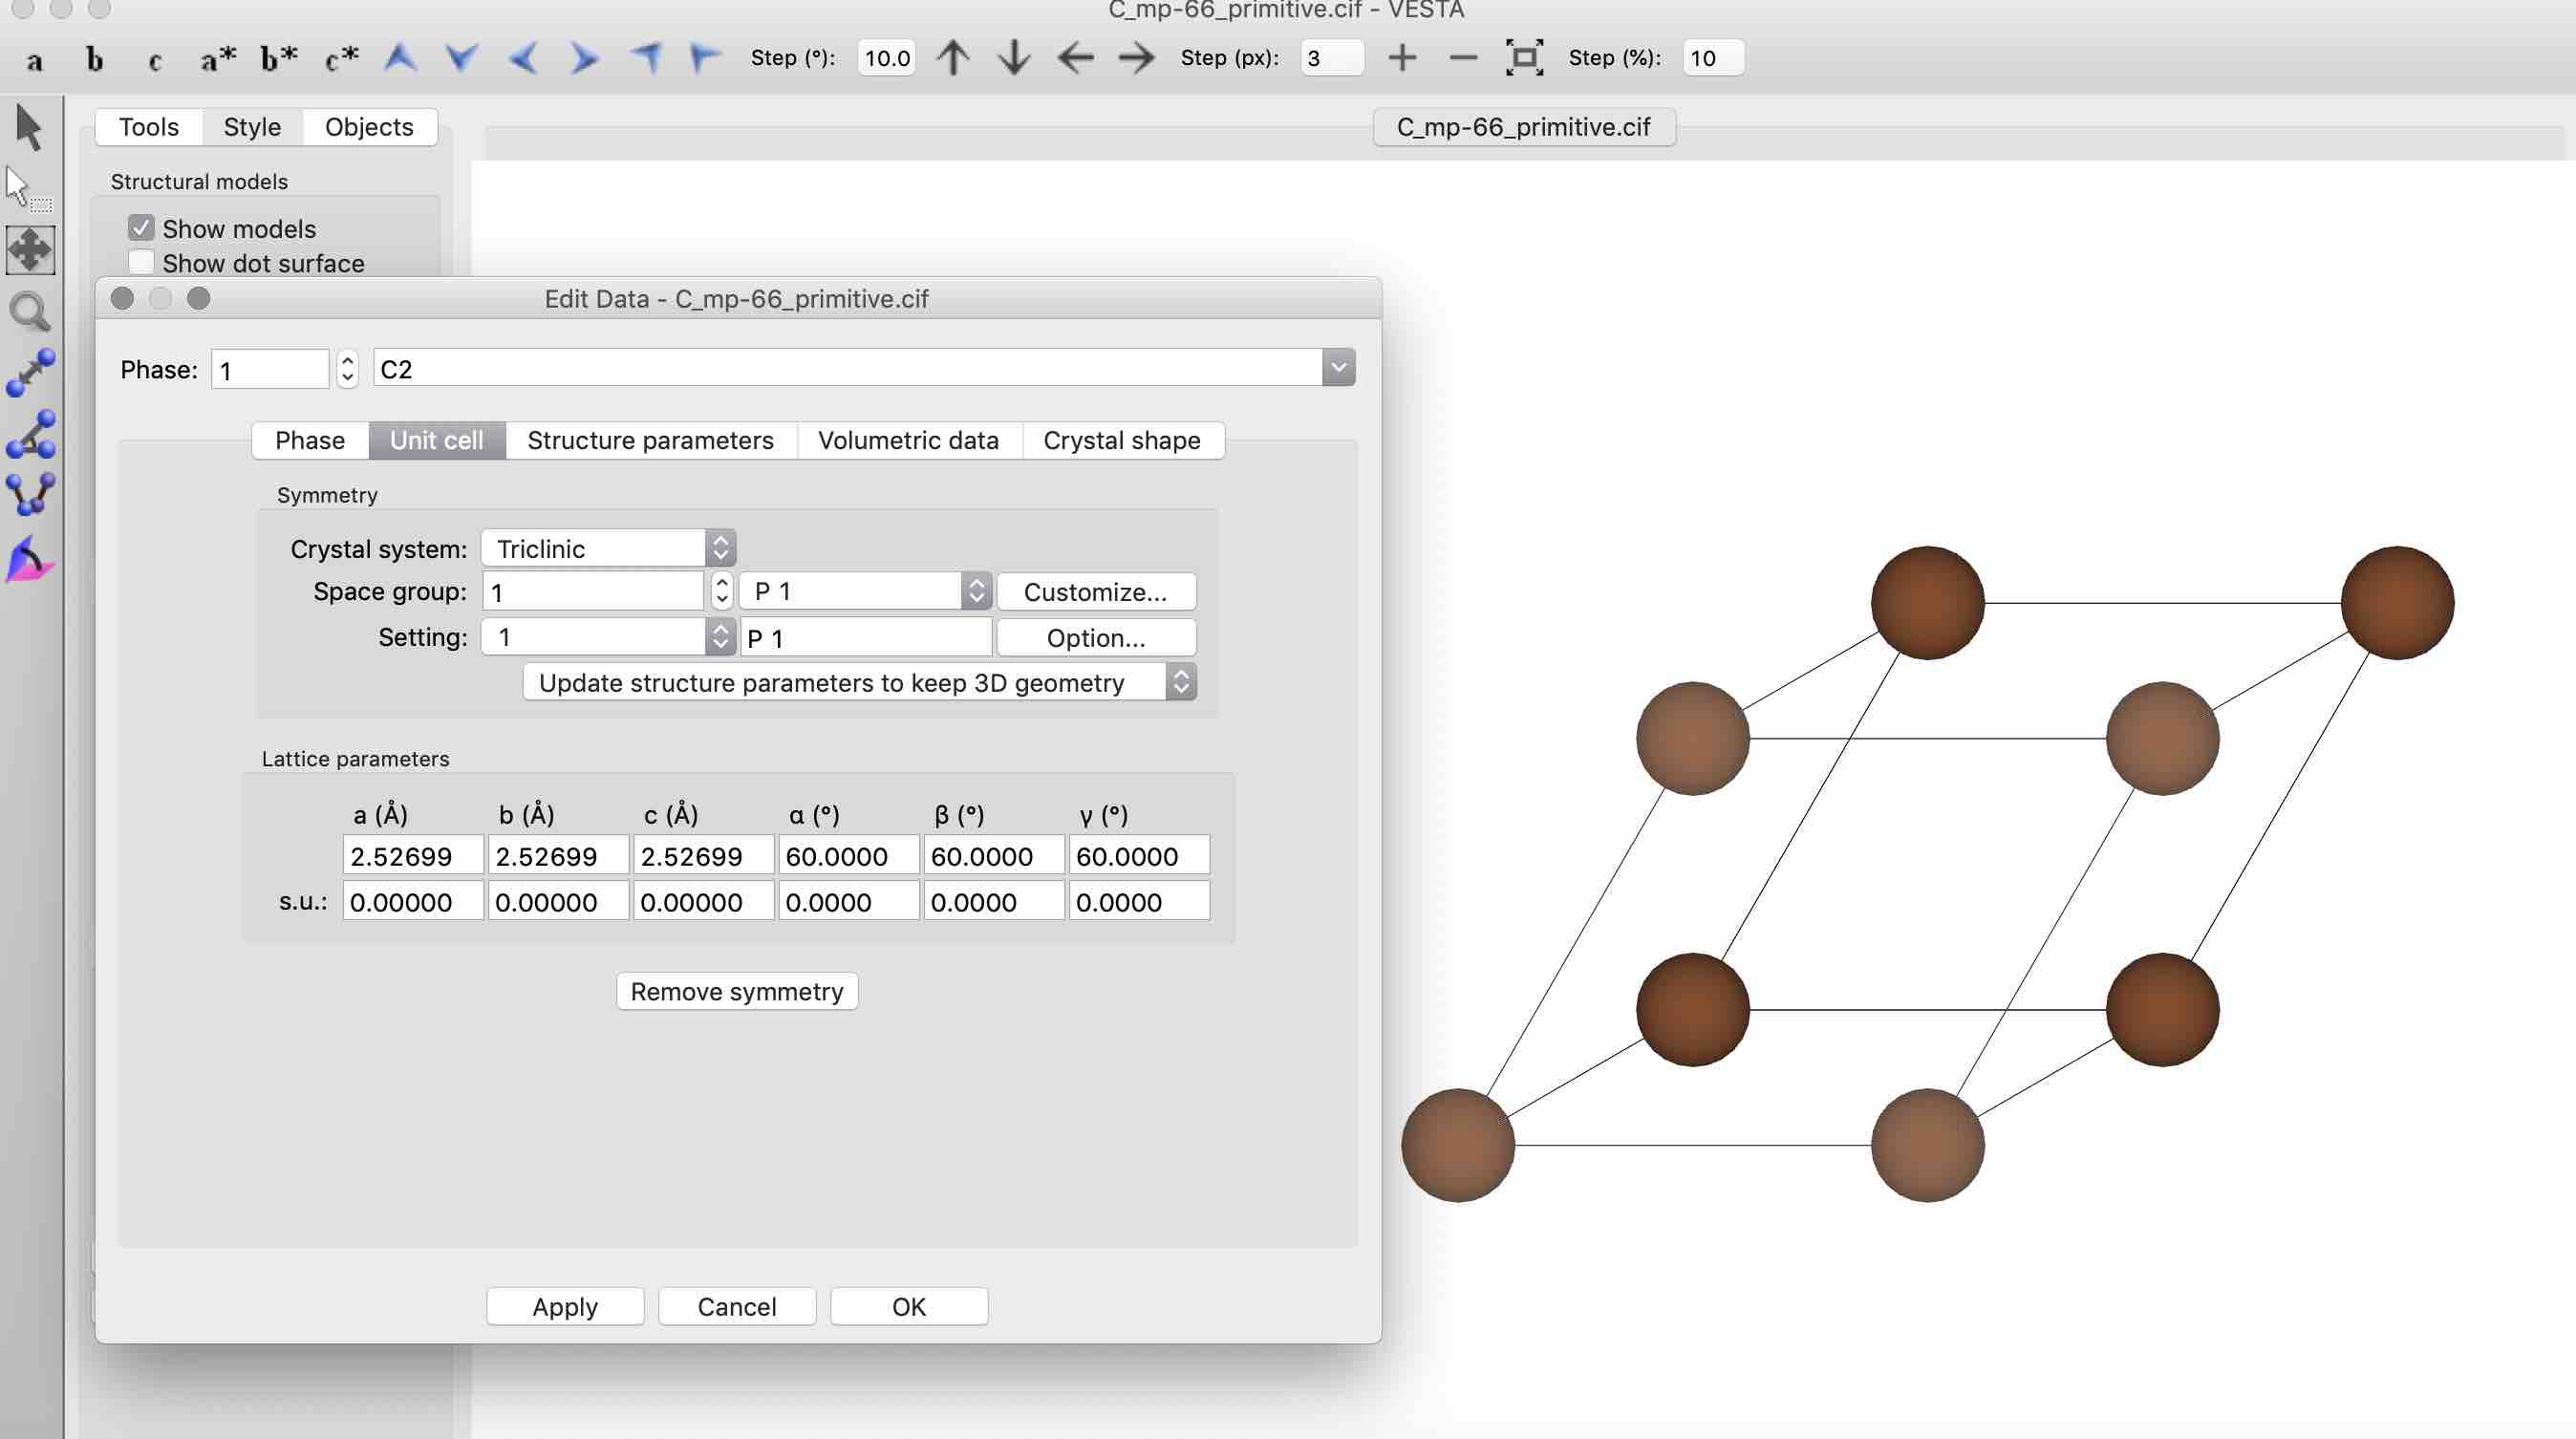 C_mp-66_primitive.cif - VESTA
a b c a* b* c* Step (°): 10.0 Step (px): 3 Step (%): 10
Tools Style Objects
C_mp-66_primitive.cif
Structural models
Show models
Show dot surface
Edit Data - C_mp-66_primitive.cif
Phase: 1 C2
Phase Unit cell Structure parameters Volumetric data Crystal shape
Symmetry
Crystal system: Triclinic
Space group: 1 P 1 Customize...
Setting: 1 P 1 Option...
Update structure parameters to keep 3D geometry
Lattice parameters
a (Å) b (Å) c (Å) α (°) β (°) γ (°)
2.52699 2.52699 2.52699 60.0000 60.0000 60.0000
s.u.: 0.00000 0.00000 0.00000 0.0000 0.0000 0.0000
Remove symmetry
Apply Cancel OK